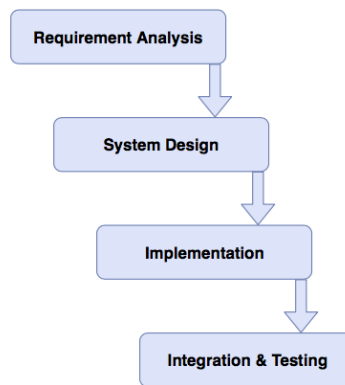 Requirement Analysis
System Design
Implementation
Integration & Testing